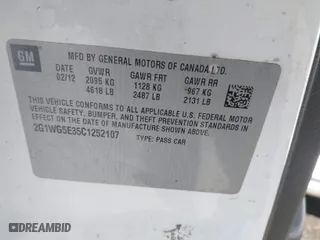 GM
MFD BY GENERAL MOTORS OF CANADA LTD.
DATE GVWR GAWR FRT GAWR RR
02/12 2095 KG 1128 KG 967 KG
4618 LB 2487 LB 2131 LB
THIS VEHICLE CONFORMS TO ALL APPLICABLE U.S. FEDERAL MOTOR
VEHICLE SAFETY, BUMPER, AND THEFT PREVENTION STANDARDS IN
EFFECT ON THE DATE OF MANUFACTURE SHOWN ABOVE.
2G1WG5E35C1252107 TYPE: PASS CAR
DREAMCARS.COM